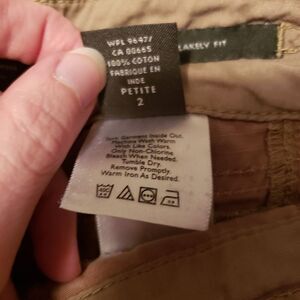 WPL 9647/
CA 00665
100% COTON
FABRIQUE EN
INDE
PETITE
2
LAKELY FIT
Turn Garment Inside Out.
Machine Wash Warm
With Like Colors.
Only Non-Chlorine
Bleach When Needed.
Tumble Dry.
Remove Promptly.
Warm Iron As Desired.